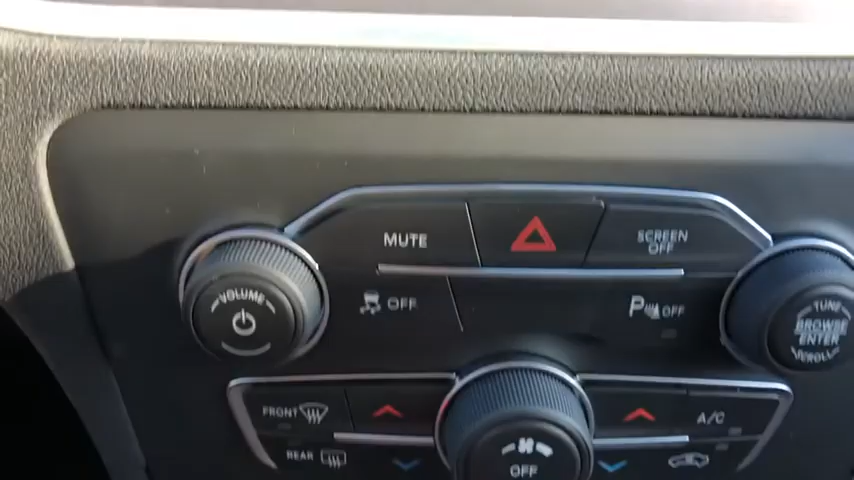 MUTE
SCREEN
OFF
VOLUME
OFF
P OFF
TUNE
BROWSE
ENTER
SCROLL
FRONT
A/C
REAR
OFF